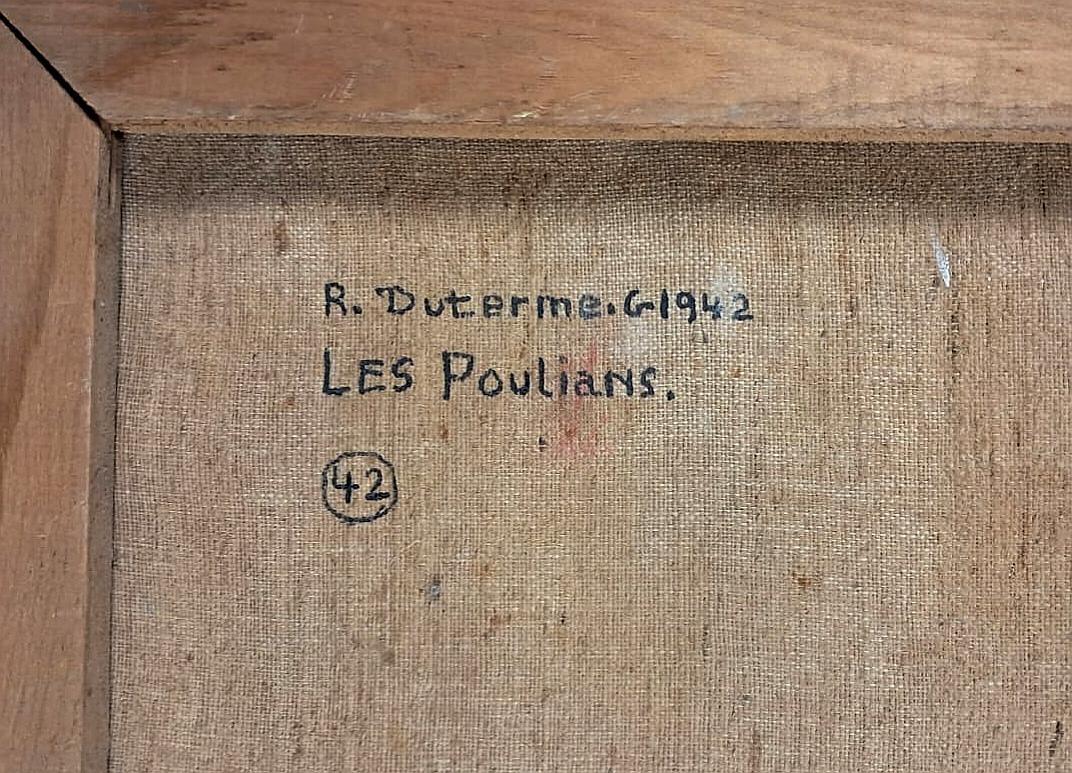 R. Duterme.G1942
LES Poulians.
42